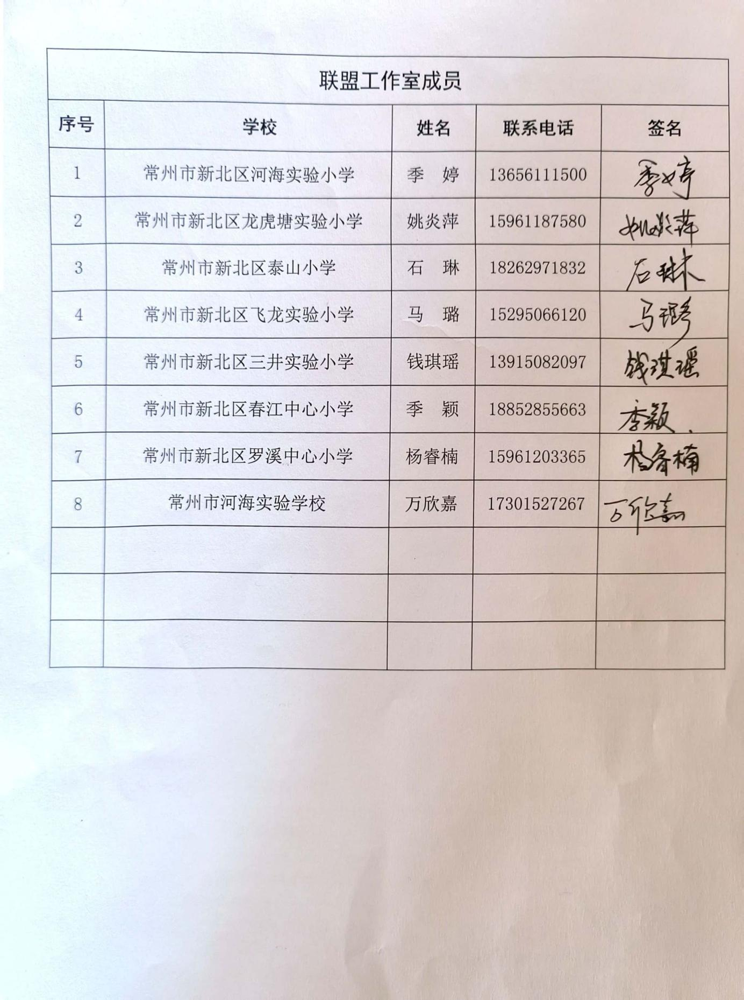 联盟工作室成员
序号 学校 姓名 联系电话 签名
1 常州市新北区河海实验小学 季 婷 13656111500 季婷
2 常州市新北区龙虎塘实验小学 姚炎萍 15961187580 姚炎萍
3 常州市新北区泰山小学 石 琳 18262971832 石琳
4 常州市新北区飞龙实验小学 马 璐 15295066120 马璐
5 常州市新北区三井实验小学 钱琪瑶 13915082097 钱琪瑶
6 常州市新北区春江中心小学 季 颖 18852855663 季颖
7 常州市新北区罗溪中心小学 杨睿楠 15961203365 杨睿楠
8 常州市河海实验学校 万欣嘉 17301527267 万欣嘉